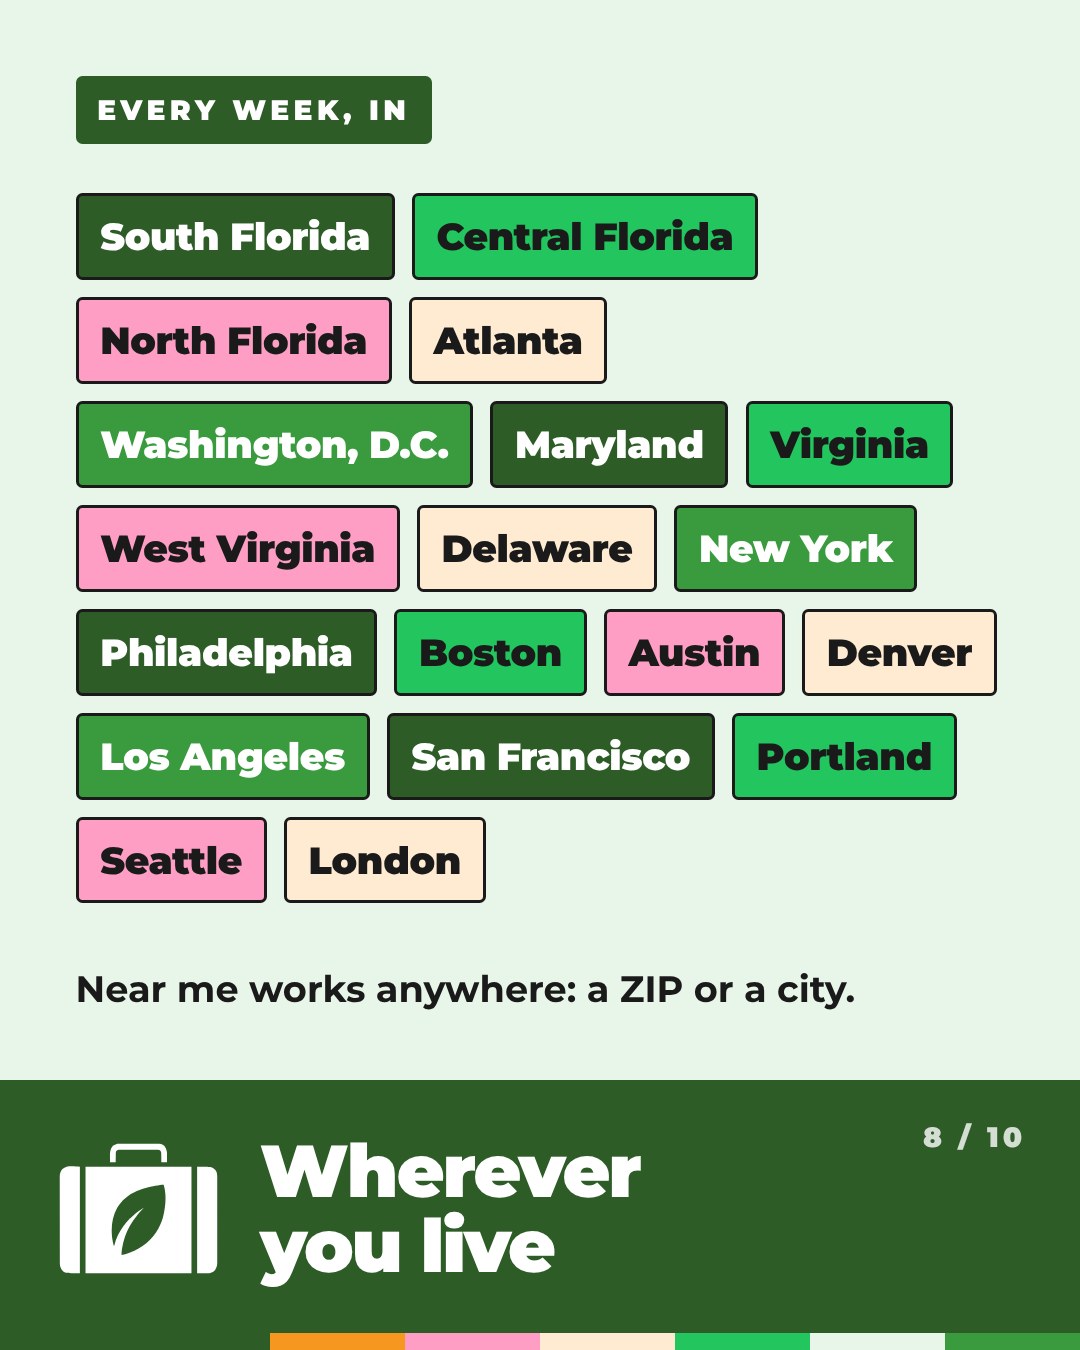 EVERY WEEK, IN
South Florida Central Florida
North Florida Atlanta
Washington, D.C. Maryland Virginia
West Virginia Delaware New York
Philadelphia Boston Austin Denver
Los Angeles San Francisco Portland
Seattle London
Near me works anywhere: a ZIP or a city.
8 / 10
Wherever
you live